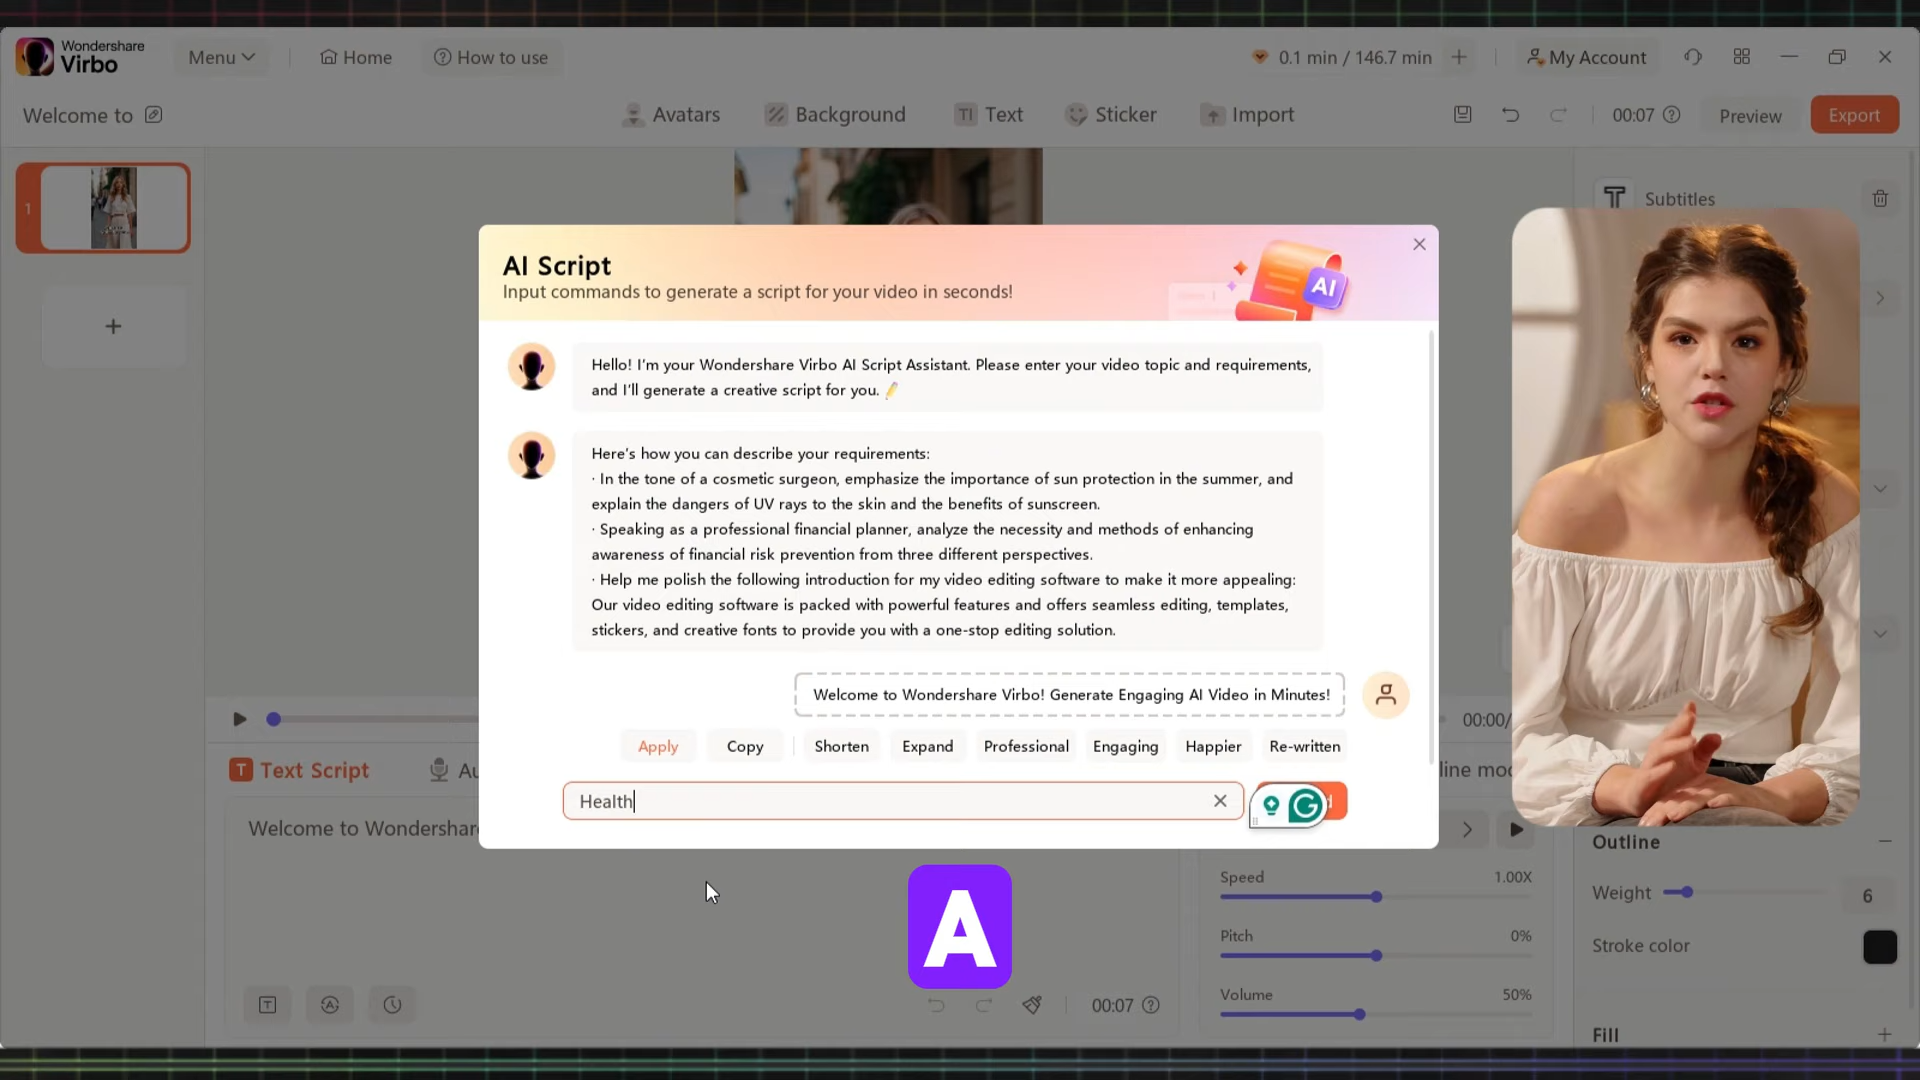 Wondershare
Virbo
Menu
Home
How to use
0.1 min / 146.7 min
My Account
Welcome to
Avatars
Background
TI Text
Sticker
Import
00:07
Preview
Export
1
T Subtitles
AI Script
Input commands to generate a script for your video in seconds!
AI
Hello! I'm your Wondershare Virbo AI Script Assistant. Please enter your video topic and requirements,
and I'll generate a creative script for you.
Here's how you can describe your requirements:
· In the tone of a cosmetic surgeon, emphasize the importance of sun protection in the summer, and
explain the dangers of UV rays to the skin and the benefits of sunscreen.
· Speaking as a professional financial planner, analyze the necessity and methods of enhancing
awareness of financial risk prevention from three different perspectives.
· Help me polish the following introduction for my video editing software to make it more appealing:
Our video editing software is packed with powerful features and offers seamless editing, templates,
stickers, and creative fonts to provide you with a one-stop editing solution.
Welcome to Wondershare Virbo! Generate Engaging AI Video in Minutes!
Apply
Copy
Shorten
Expand
Professional
Engaging
Happier
Re-written
Health
00:00/
T Text Script
Welcome to Wondershare
A
00:07
Speed
1.00X
Pitch
0%
Volume
50%
Outline
Weight
6
Stroke color
Fill